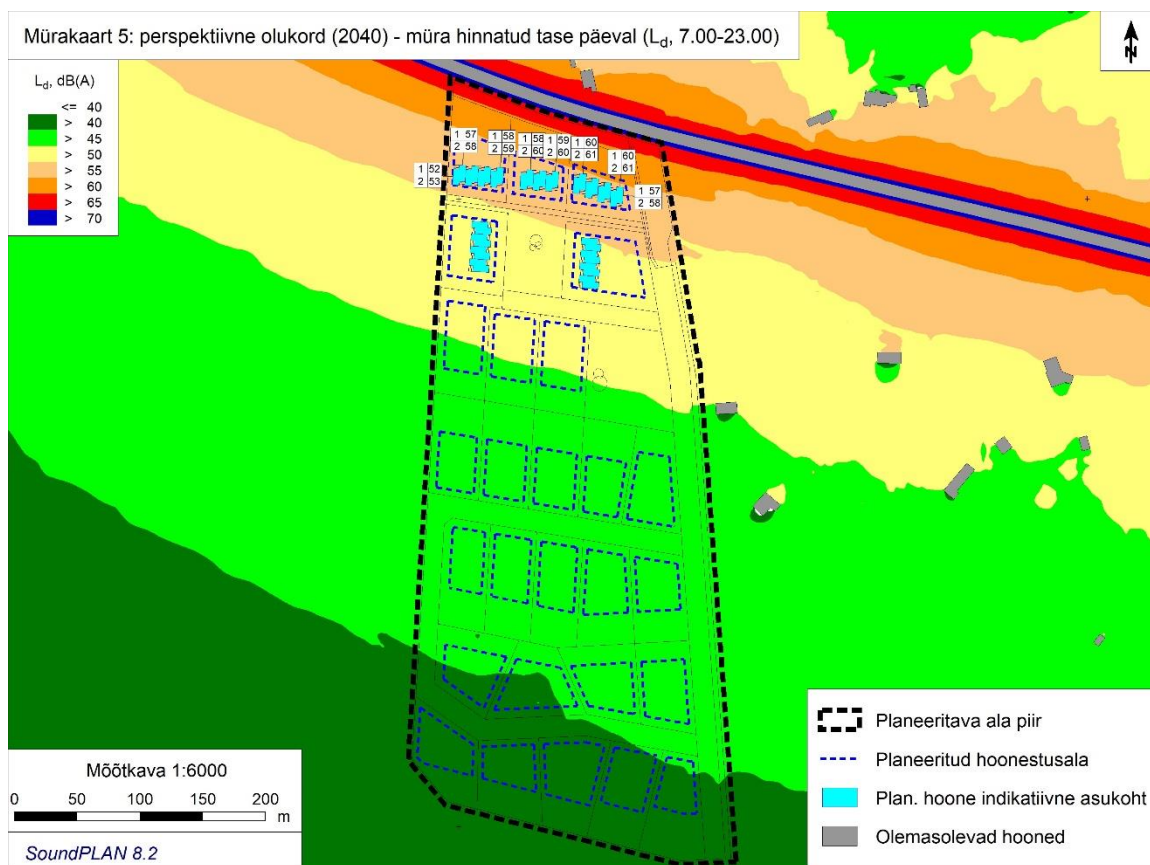 Mürakaart 5: perspektiivne olukord (2040) - müra hinnatud tase päeval (Ld, 7.00-23.00)
N
Ld, dB(A)
<= 40
> 40
> 45
> 50
> 55
> 60
> 65
> 70
1 57
2 58
1 58
2 59
1 58
2 60
1 59
2 60
1 60
2 61
1 60
2 61
1 52
2 53
1 57
2 58
Planeeritava ala piir
Planeeritud hoonestusala
Plan. hoone indikatiivne asukoht
Olemasolevad hooned
Mõõtkava 1:6000
0 50 100 150 200
m
SoundPLAN 8.2